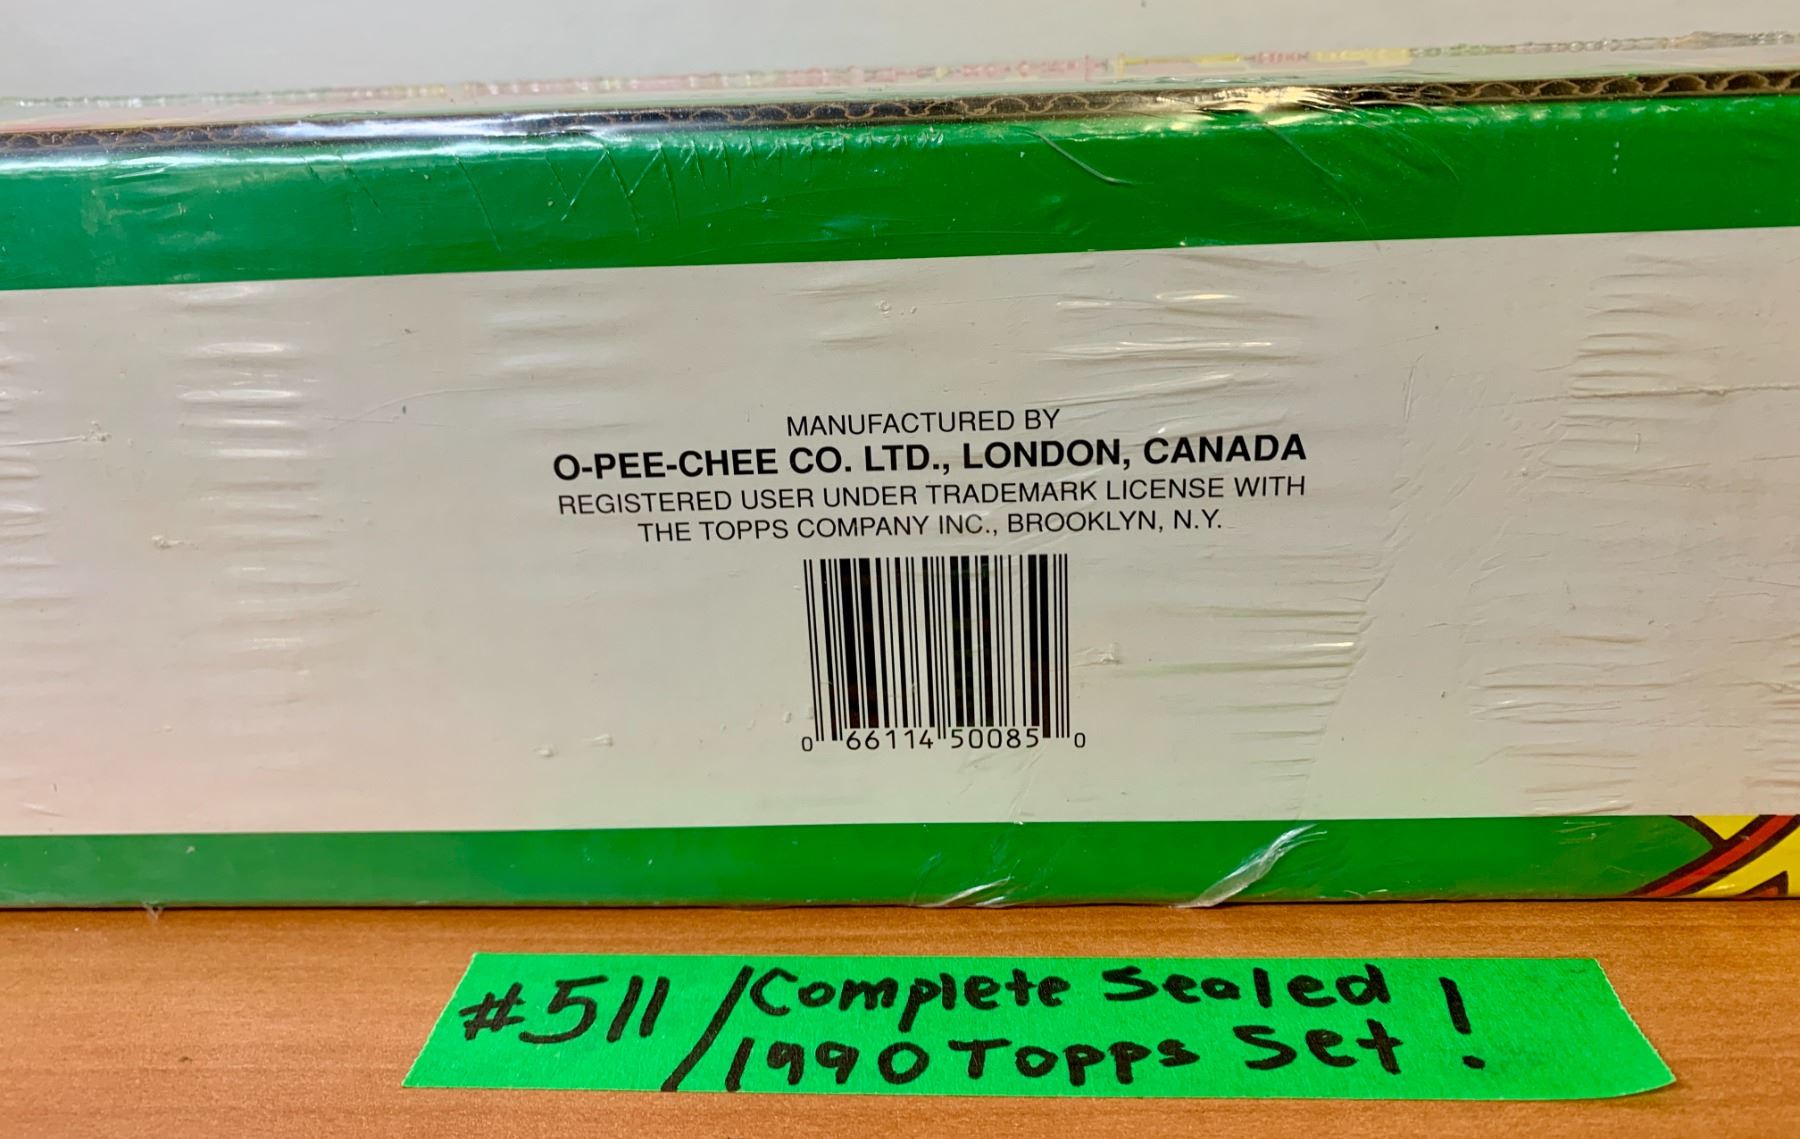 MANUFACTURED BY
O-PEE-CHEE CO. LTD., LONDON, CANADA
REGISTERED USER UNDER TRADEMARK LICENSE WITH
THE TOPPS COMPANY INC., BROOKLYN, N.Y.
0 66114 50085 0
#511 / Complete Sealed
1990 Topps Set !